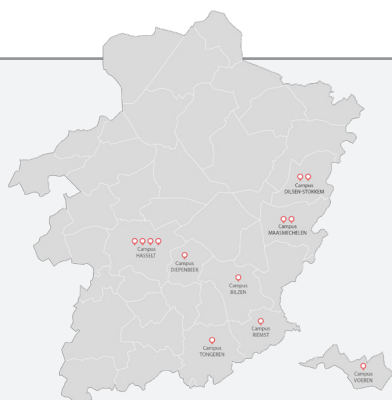 Campus
DILSEN-STOKKEM
Campus
MAASMECHELEN
Campus
HASSELT
Campus
DIEPENBEEK
Campus
BILZEN
Campus
RIEMST
Campus
TONGEREN
Campus
VOEREN